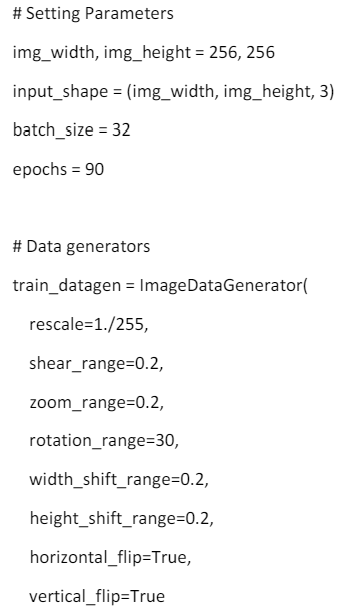 # Setting Parameters
img_width, img_height = 256, 256
input_shape = (img_width, img_height, 3)
batch_size = 32
epochs = 90
# Data generators
train_datagen = ImageDataGenerator(
rescale=1./255,
shear_range=0.2,
zoom_range=0.2,
rotation_range=30,
width_shift_range=0.2,
height_shift_range=0.2,
horizontal_flip=True,
vertical_flip=True